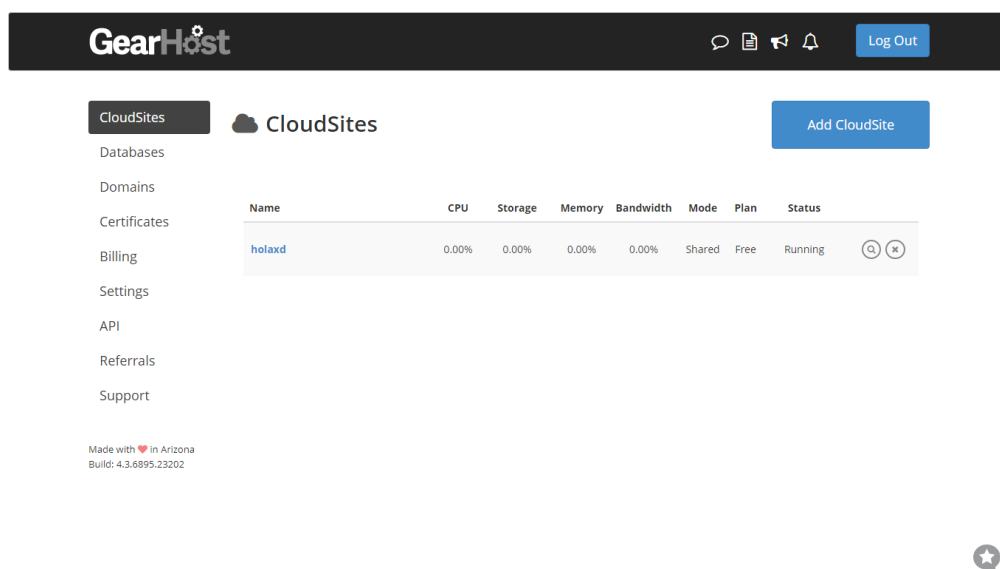 GearHost
Log Out
CloudSites
Databases
Domains
Certificates
Billing
Settings
API
Referrals
Support
Made with ❤ in Arizona
Build: 4.3.6895.23202
CloudSites
Add CloudSite
Name CPU Storage Memory Bandwidth Mode Plan Status
holaxd 0.00% 0.00% 0.00% 0.00% Shared Free Running